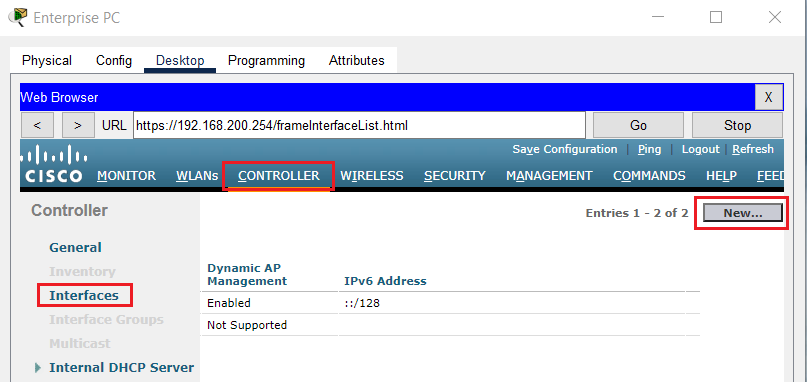 Enterprise PC
Physical Config Desktop Programming Attributes
Web Browser X
< > URL https://192.168.200.254/frameInterfaceList.html Go Stop
Save Configuration | Ping | Logout | Refresh
CISCO MONITOR WLANs CONTROLLER WIRELESS SECURITY MANAGEMENT COMMANDS HELP FEED
Controller
Entries 1 - 2 of 2 New...
General
Inventory
Interfaces
Interface Groups
Multicast
Internal DHCP Server
Dynamic AP
Management IPv6 Address
Enabled ::/128
Not Supported